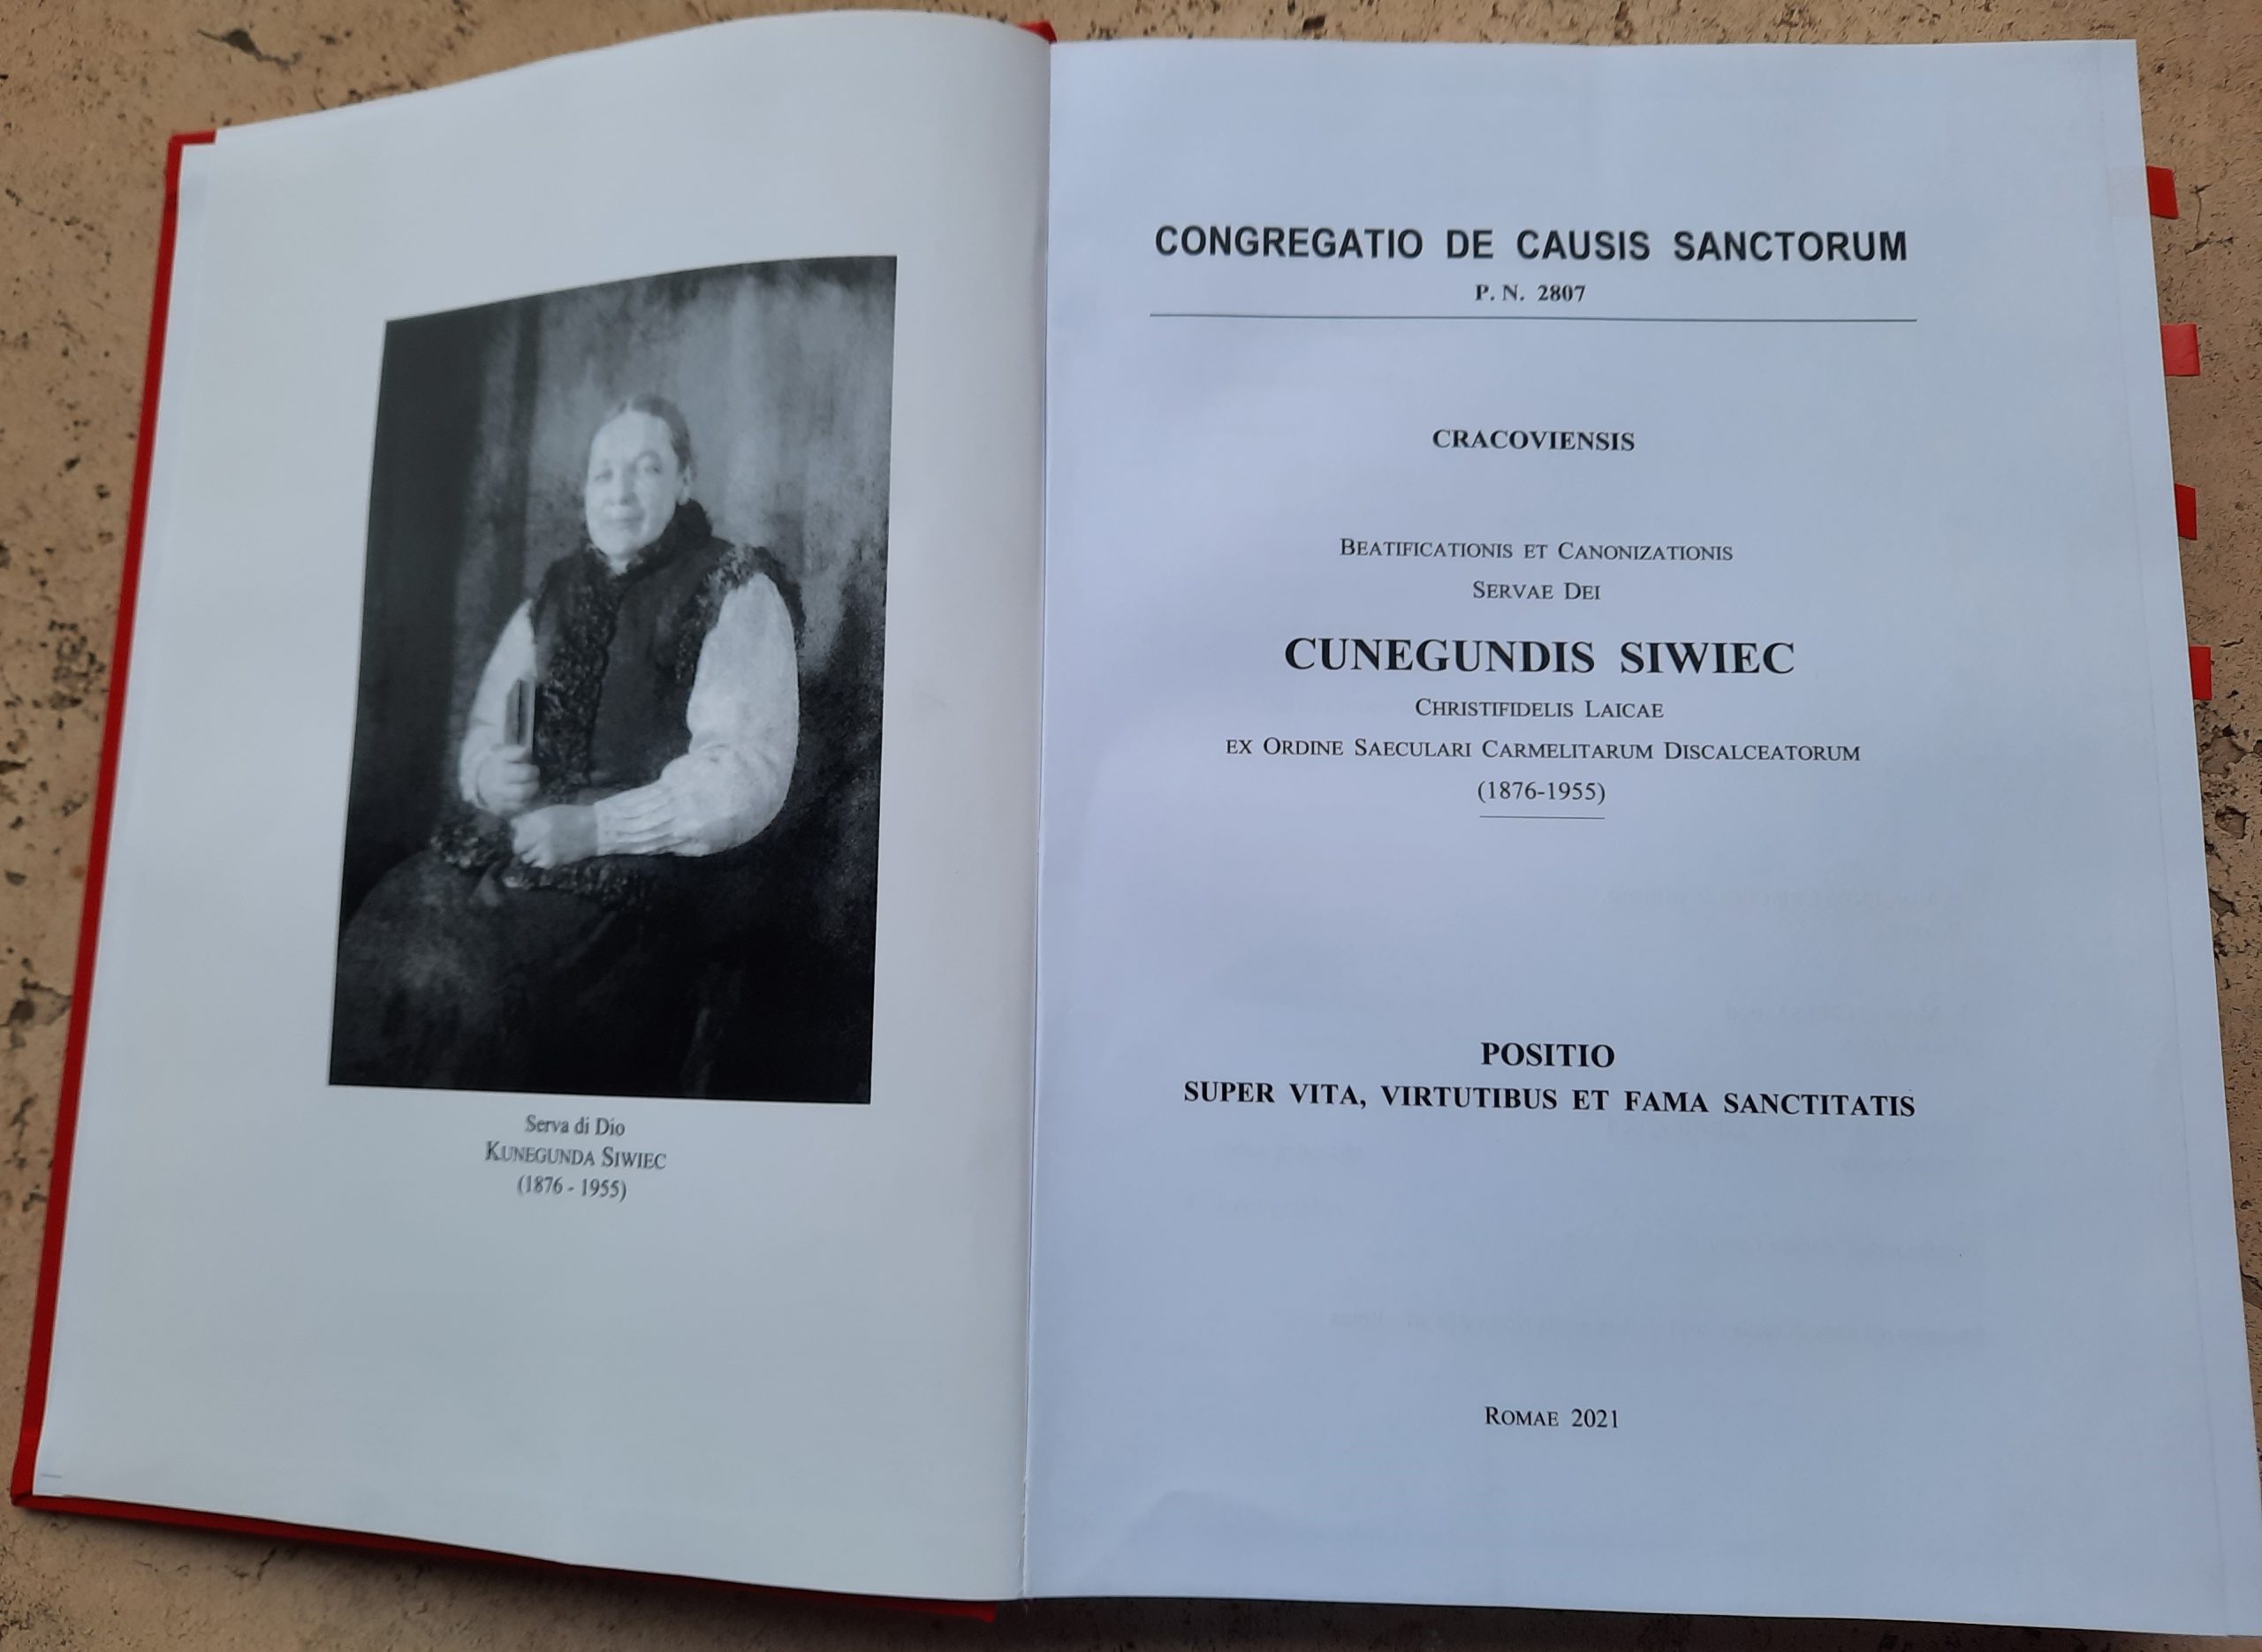 Serva di Dio
KUNEGUNDA SIWIEC
(1876 - 1955)
CONGREGATIO DE CAUSIS SANCTORUM
P. N. 2807
CRACOVIENSIS
BEATIFICATIONIS ET CANONIZATIONIS
SERVAE DEI
CUNEGUNDIS SIWIEC
CHRISTIFIDELIS LAICAE
EX ORDINE SAECULARI CARMELITARUM DISCALCEATORUM
(1876-1955)
POSITIO
SUPER VITA, VIRTUTIBUS ET FAMA SANCTITATIS
ROMAE 2021